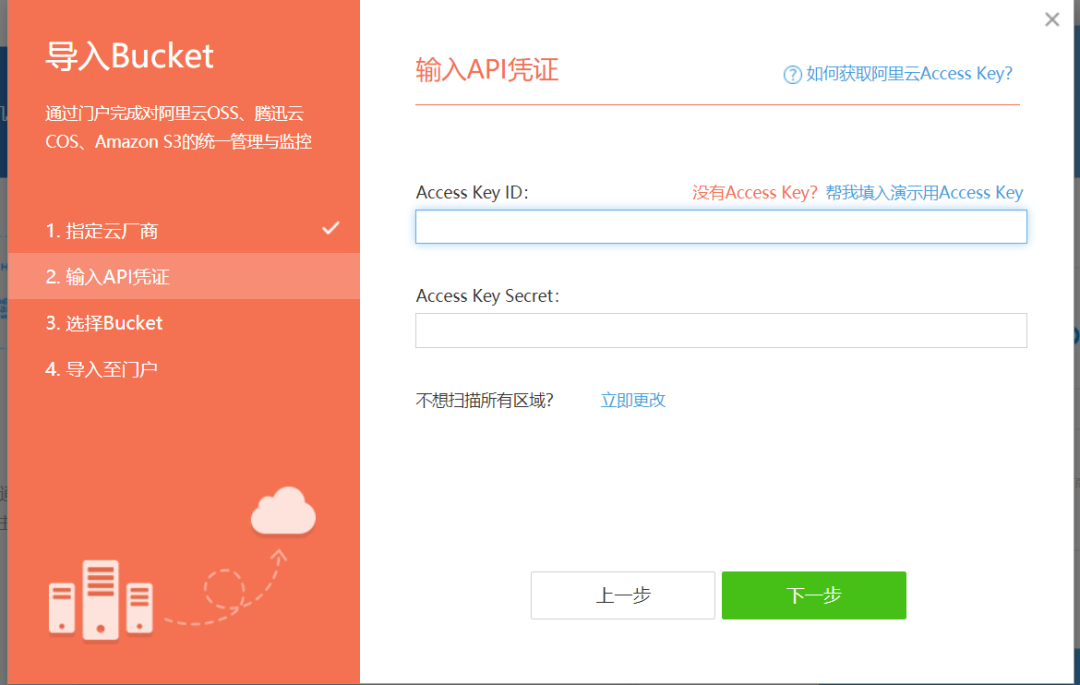 导入Bucket
通过门户完成对阿里云OSS、腾讯云
COS、Amazon S3的统一管理与监控
1. 指定云厂商
2. 输入API凭证
3. 选择Bucket
4. 导入至门户
输入API凭证
如何获取阿里云Access Key?
Access Key ID:
没有Access Key? 帮我填入演示用Access Key
Access Key Secret:
不想扫描所有区域? 立即更改
上一步
下一步